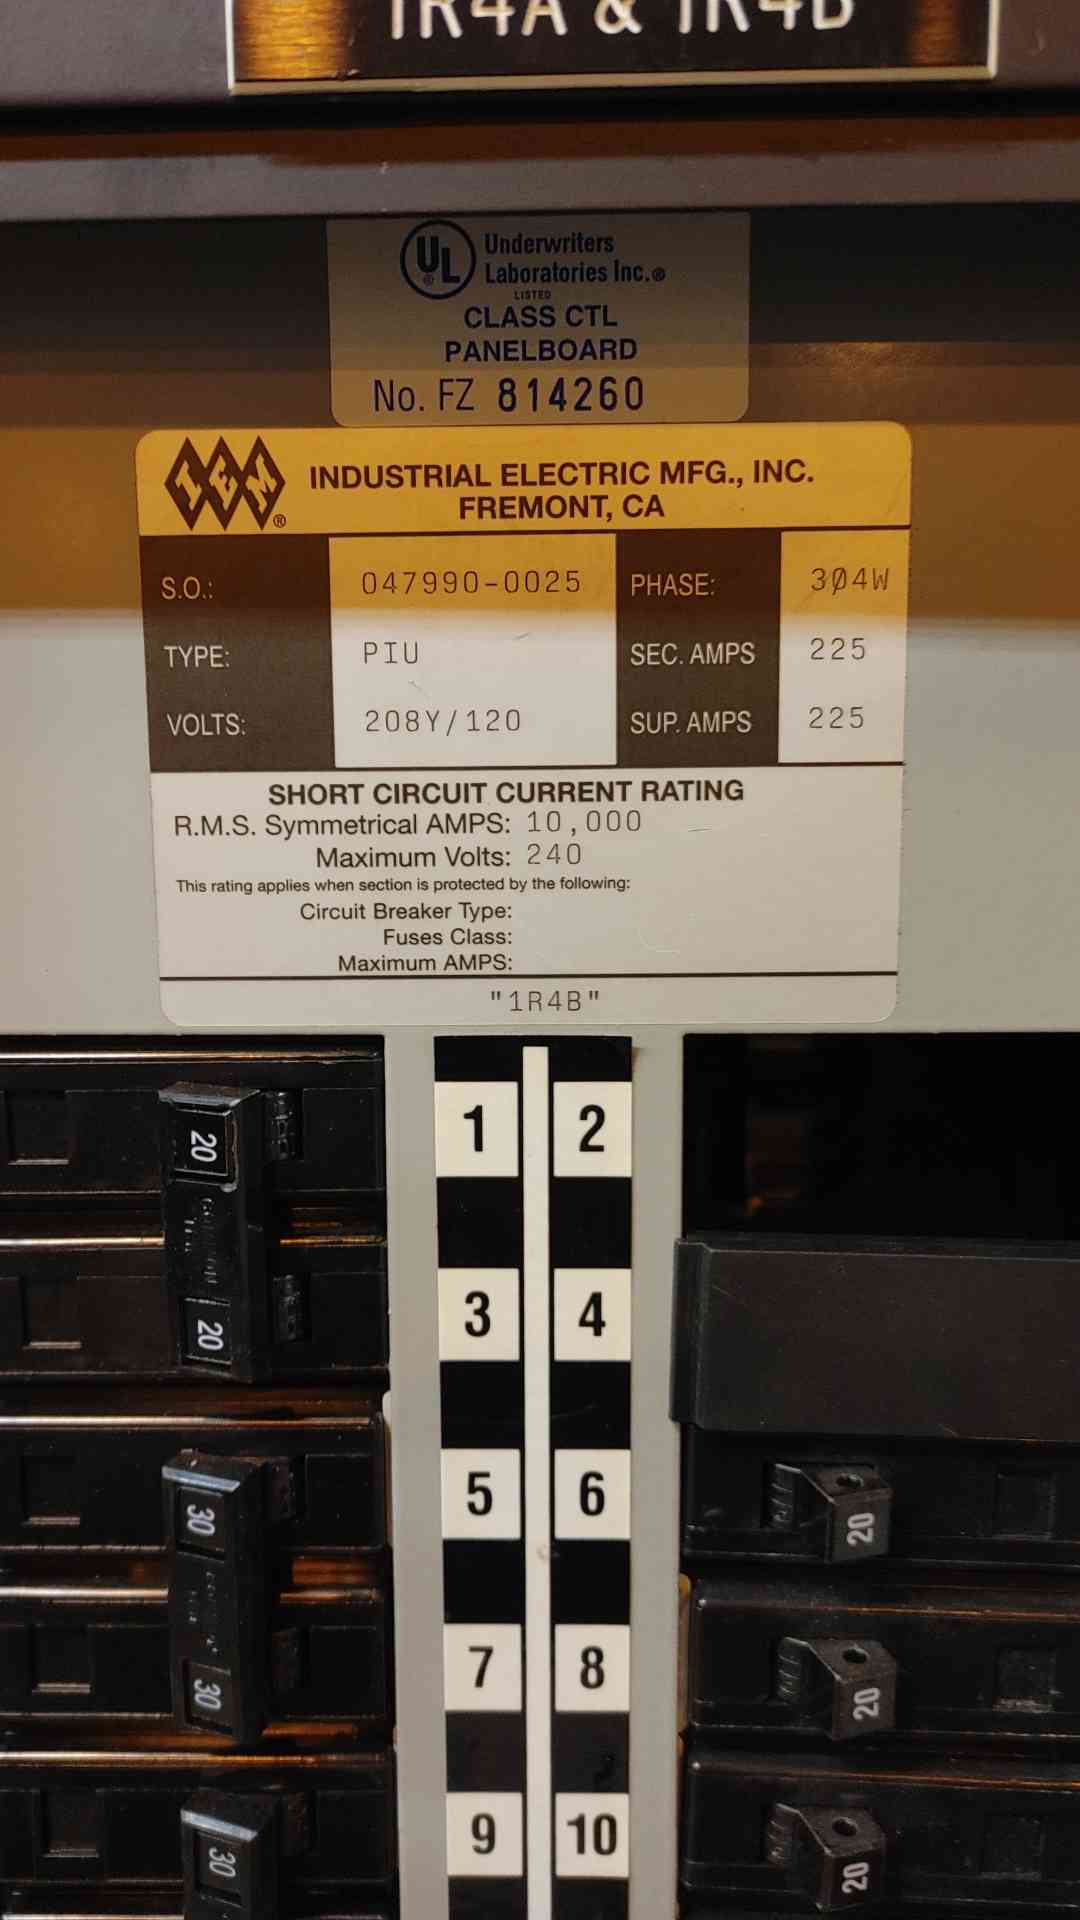 1R4A & 1R4B
UL Underwriters
Laboratories Inc.®
LISTED
CLASS CTL
PANELBOARD
No. FZ 814260
IEM® INDUSTRIAL ELECTRIC MFG., INC.
FREMONT, CA
S.O.: 047990-0025 PHASE: 3Ø4W
TYPE: PIU SEC. AMPS 225
VOLTS: 208Y/120 SUP. AMPS 225
SHORT CIRCUIT CURRENT RATING
R.M.S. Symmetrical AMPS: 10,000
Maximum Volts: 240
This rating applies when section is protected by the following:
Circuit Breaker Type:
Fuses Class:
Maximum AMPS:
"1R4B"
20 1 2
20 3 4
30 5 6 20
30 7 8 20
30 9 10 20